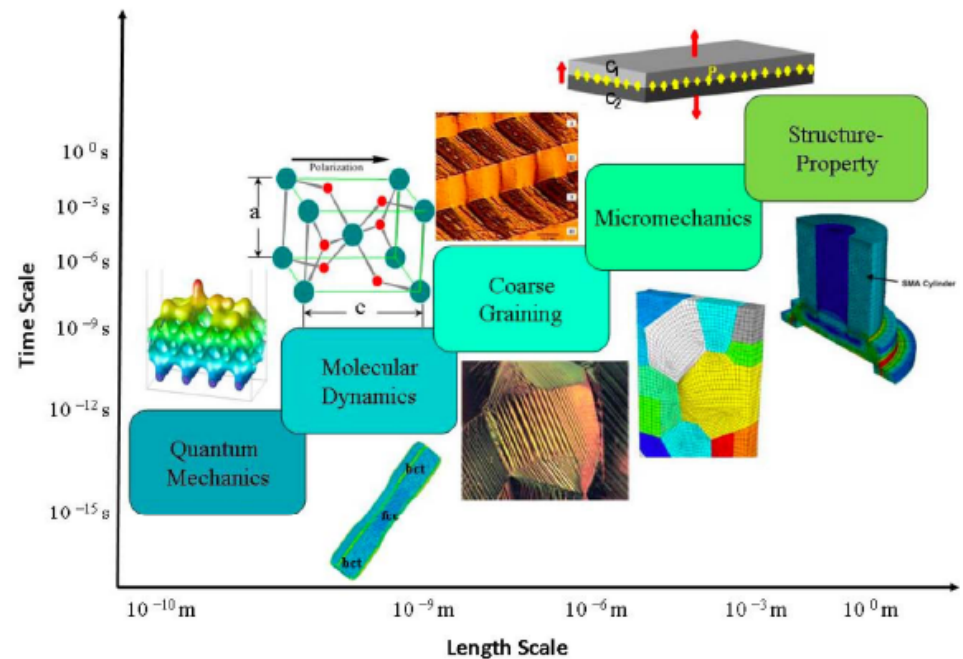 C₁
P
C₂
Structure-
Property
10⁰ s
Polarization
a
10⁻³ s
Micromechanics
10⁻⁶ s
SMA Cylinder
Coarse
Graining
c
Time Scale
10⁻⁹ s
Molecular
Dynamics
10⁻¹² s
Quantum
Mechanics
bct
10⁻¹⁵ s
fcc
bct
10⁻¹⁰ m
10⁻⁹ m
10⁻⁶ m
10⁻³ m
10⁰ m
Length Scale